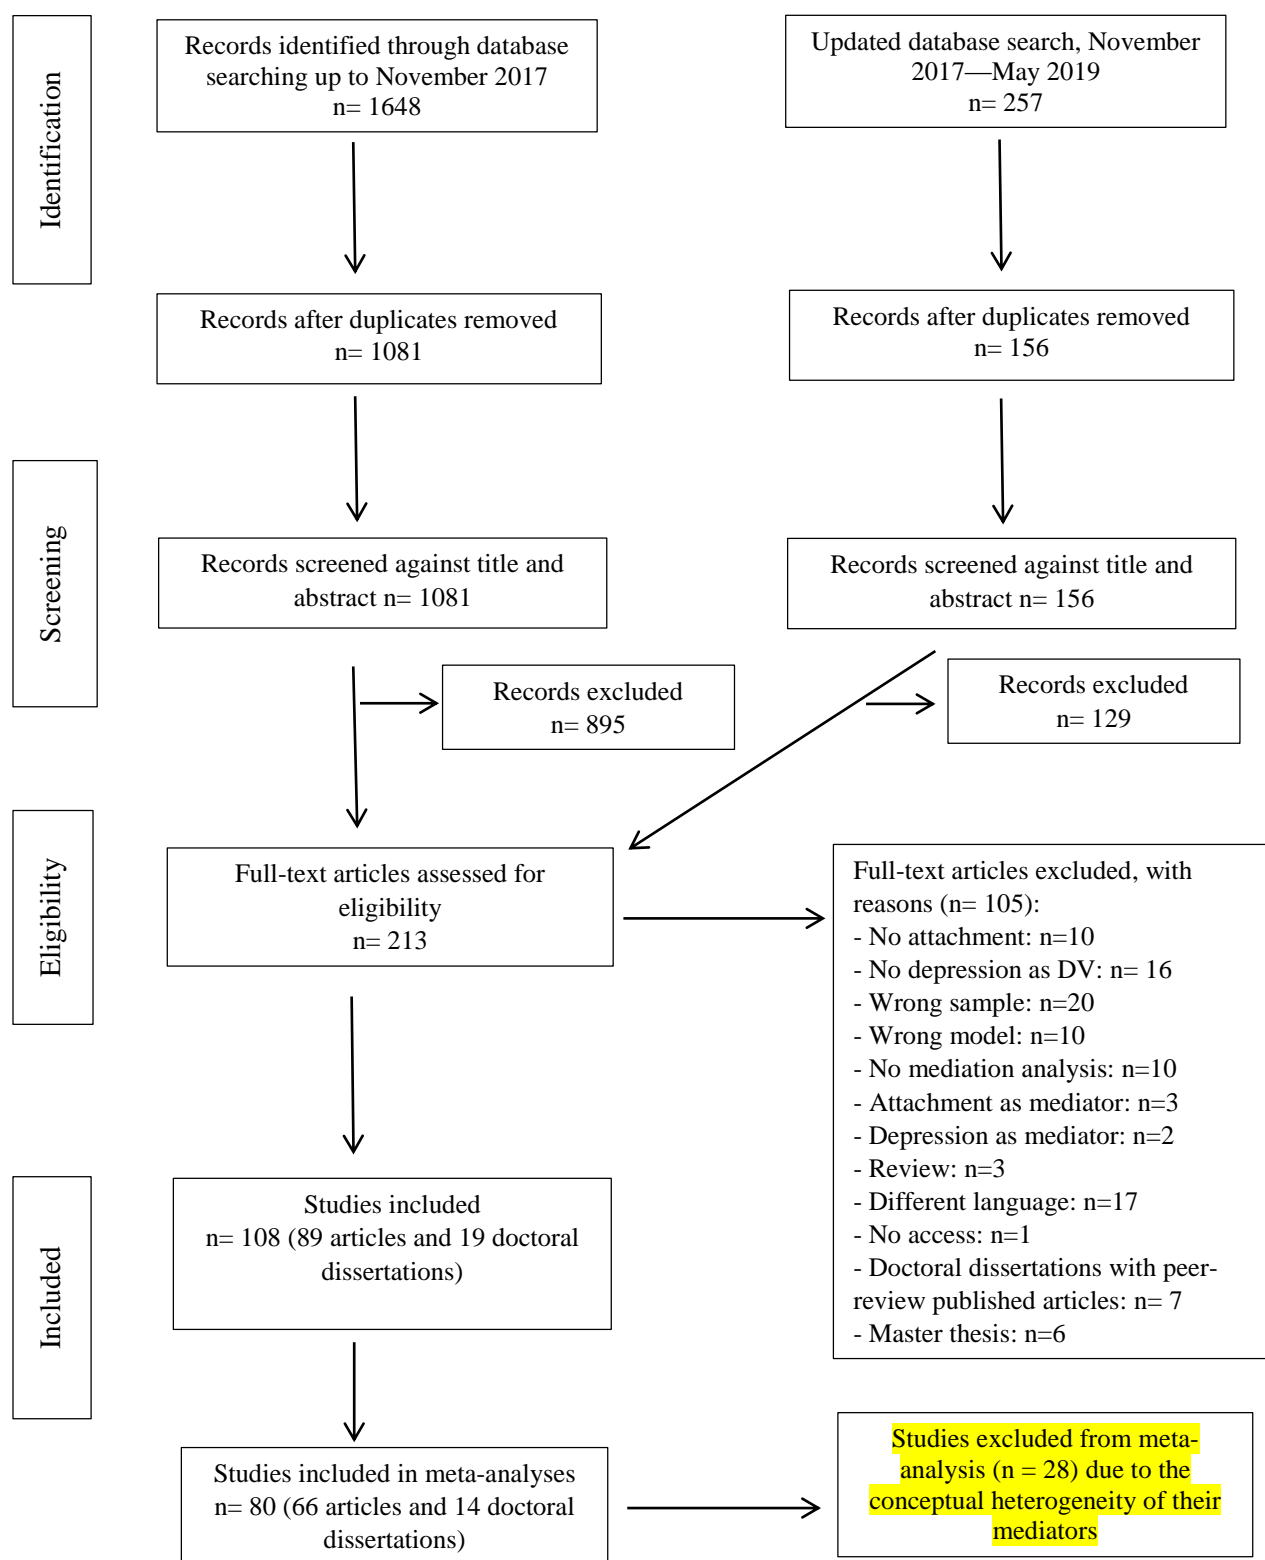 Identification
Records identified through database
searching up to November 2017
n= 1648
Updated database search, November
2017—May 2019
n= 257
Records after duplicates removed
n= 1081
Records after duplicates removed
n= 156
Screening
Records screened against title and
abstract n= 1081
Records screened against title and
abstract n= 156
Records excluded
n= 895
Records excluded
n= 129
Eligibility
Full-text articles assessed for
eligibility
n= 213
Full-text articles excluded, with
reasons (n= 105):
- No attachment: n=10
- No depression as DV: n= 16
- Wrong sample: n=20
- Wrong model: n=10
- No mediation analysis: n=10
- Attachment as mediator: n=3
- Depression as mediator: n=2
- Review: n=3
- Different language: n=17
- No access: n=1
- Doctoral dissertations with peer-
review published articles: n= 7
- Master thesis: n=6
Included
Studies included
n= 108 (89 articles and 19 doctoral
dissertations)
Studies included in meta-analyses
n= 80 (66 articles and 14 doctoral
dissertations)
Studies excluded from meta-
analysis (n = 28) due to the
conceptual heterogeneity of their
mediators